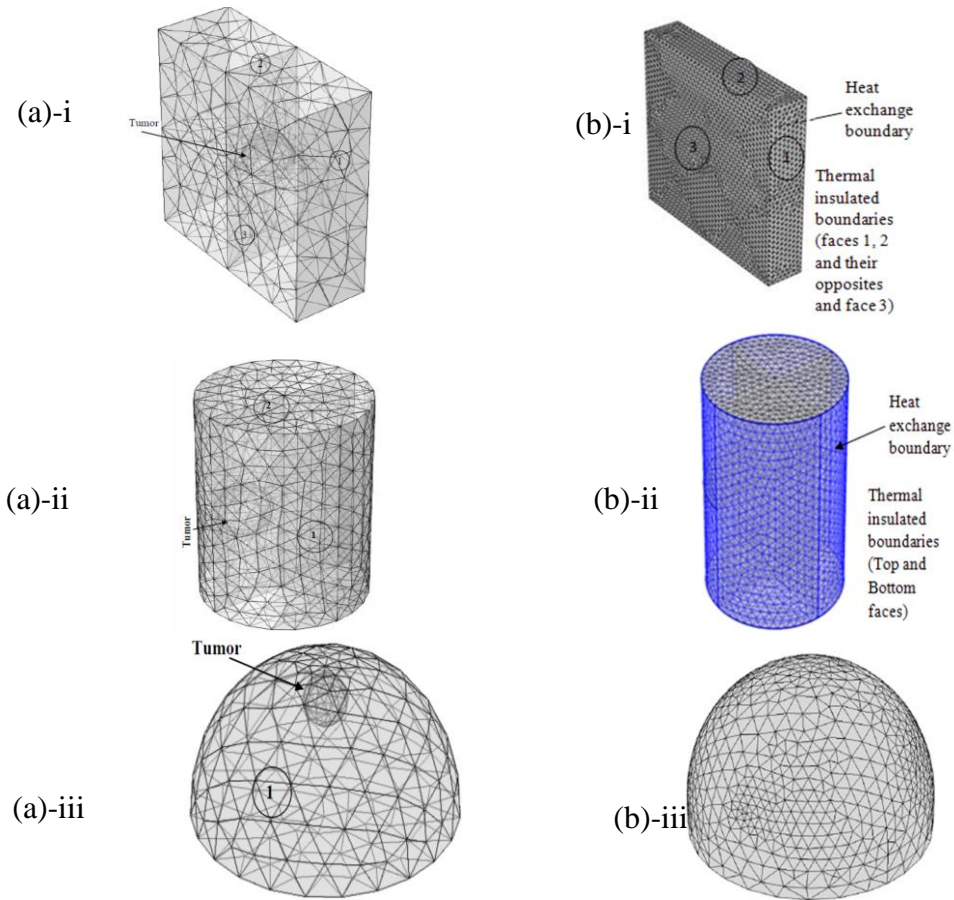 (a)-i
Tumor
2
1
3
(b)-i
2
3
1
Heat
exchange
boundary
Thermal
insulated
boundaries
(faces 1, 2
and their
opposites
and face 3)
(a)-ii
Tumor
2
1
(b)-ii
Heat
exchange
boundary
Thermal
insulated
boundaries
(Top and
Bottom
faces)
(a)-iii
Tumor
1
(b)-iii